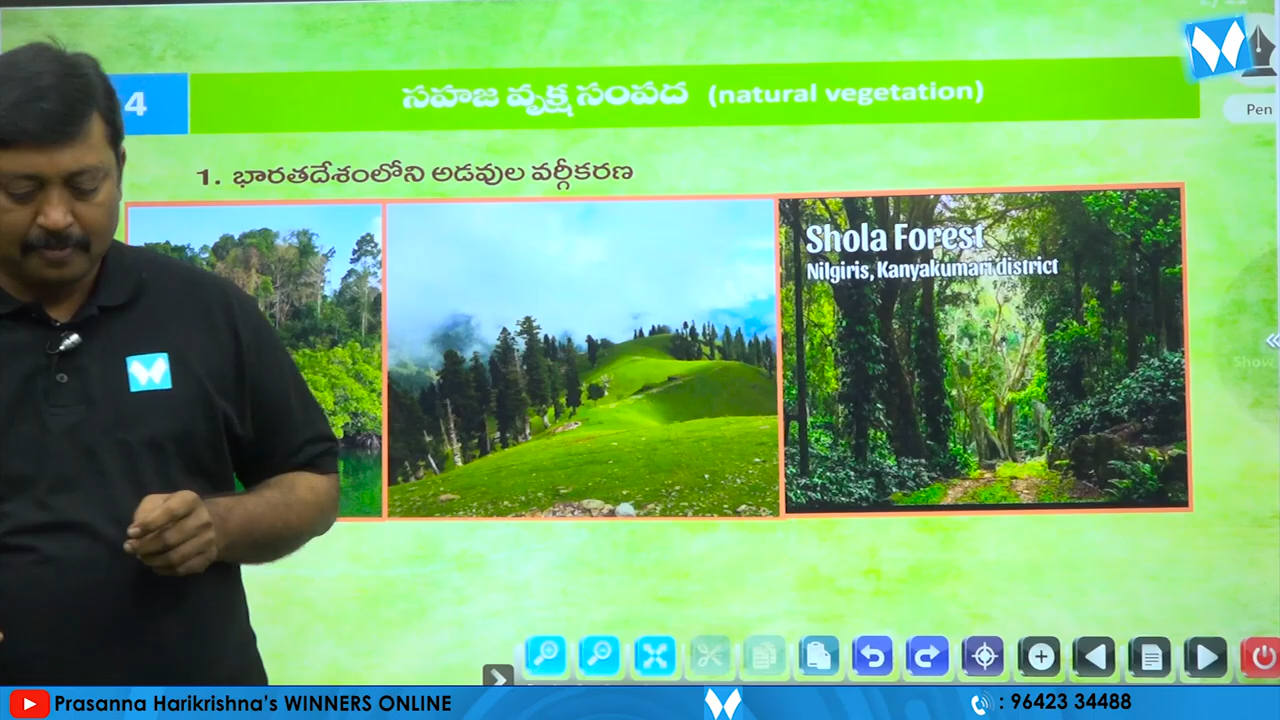 4
సహజ వృక్ష సంపద (natural vegetation)
Pen
1. భారతదేశంలోని అడవుల వర్గీకరణ
Shola Forest
Nilgiris, Kanyakumari district
Show
Prasanna Harikrishna's WINNERS ONLINE
: 96423 34488